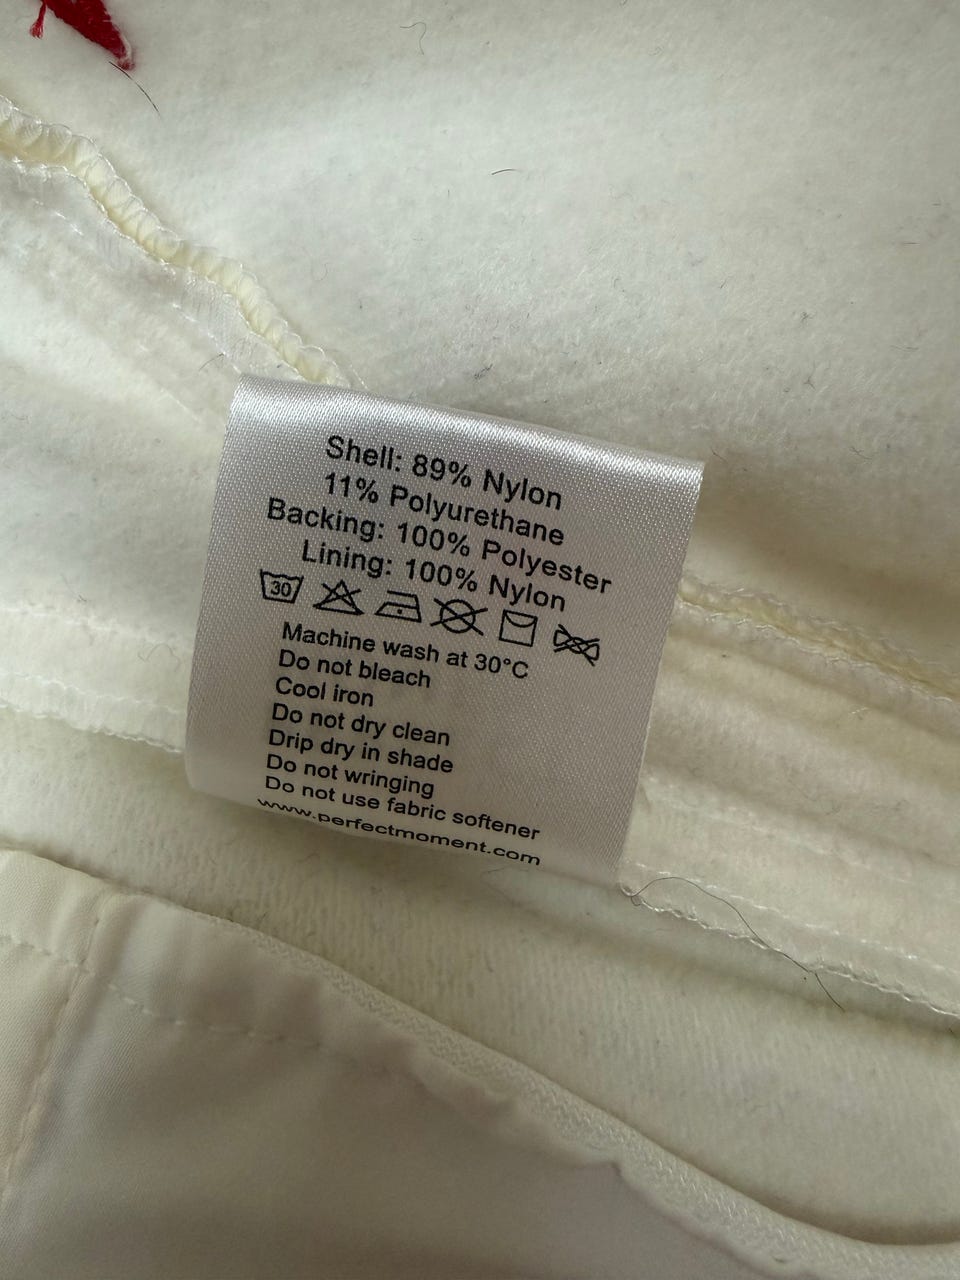 Shell: 89% Nylon
11% Polyurethane
Backing: 100% Polyester
Lining: 100% Nylon
30
Machine wash at 30°C
Do not bleach
Cool iron
Do not dry clean
Drip dry in shade
Do not wringing
Do not use fabric softener
www.perfectmoment.com